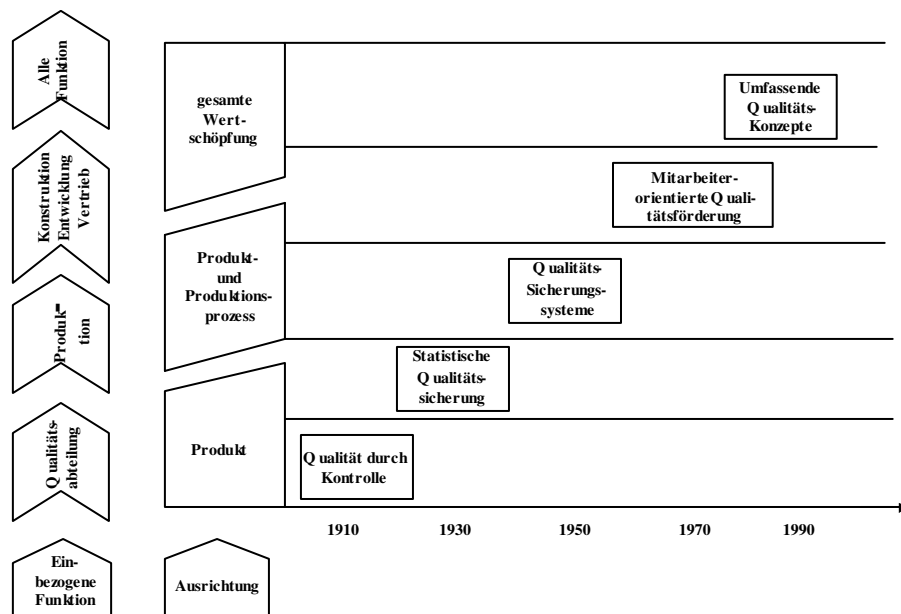 Alle
Funktion
Konstruktion
Entwicklung
Vertrieb
Produk-
tion
Qualitäts-
abteilung
Ein-
bezogene
Funktion
gesamte
Wert-
schöpfung
Produkt-
und
Produktions-
prozess
Produkt
Ausrichtung
Umfassende
Qualitäts-
Konzepte
Mitarbeiter-
orientierte Quali-
tätsförderung
Qualitäts-
Sicherungs-
systeme
Statistische
Qualitäts-
sicherung
Qualität durch
Kontrolle
1910
1930
1950
1970
1990